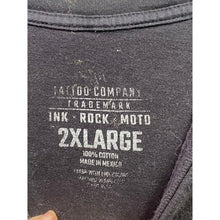 TATTOO COMPANY
TRADEMARK
INK · ROCK · MOTO
2XLARGE
100% COTTON
MADE IN MEXICO